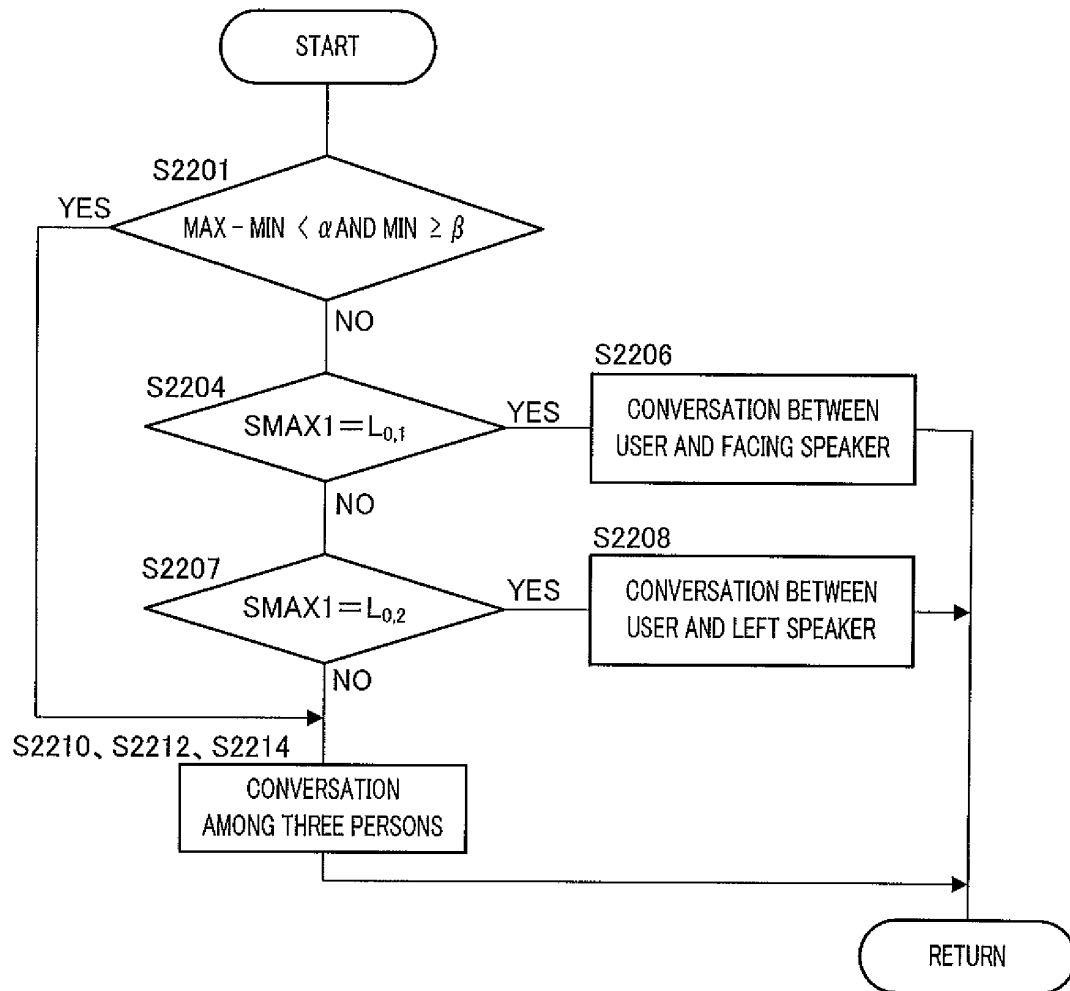 START
S2201
YES
MAX－MIN < α AND MIN ≥ β
NO
S2204
SMAX1＝L0,1
YES
S2206
CONVERSATION BETWEEN
USER AND FACING SPEAKER
NO
S2207
SMAX1＝L0,2
YES
S2208
CONVERSATION BETWEEN
USER AND LEFT SPEAKER
NO
S2210、S2212、S2214
CONVERSATION
AMONG THREE PERSONS
RETURN